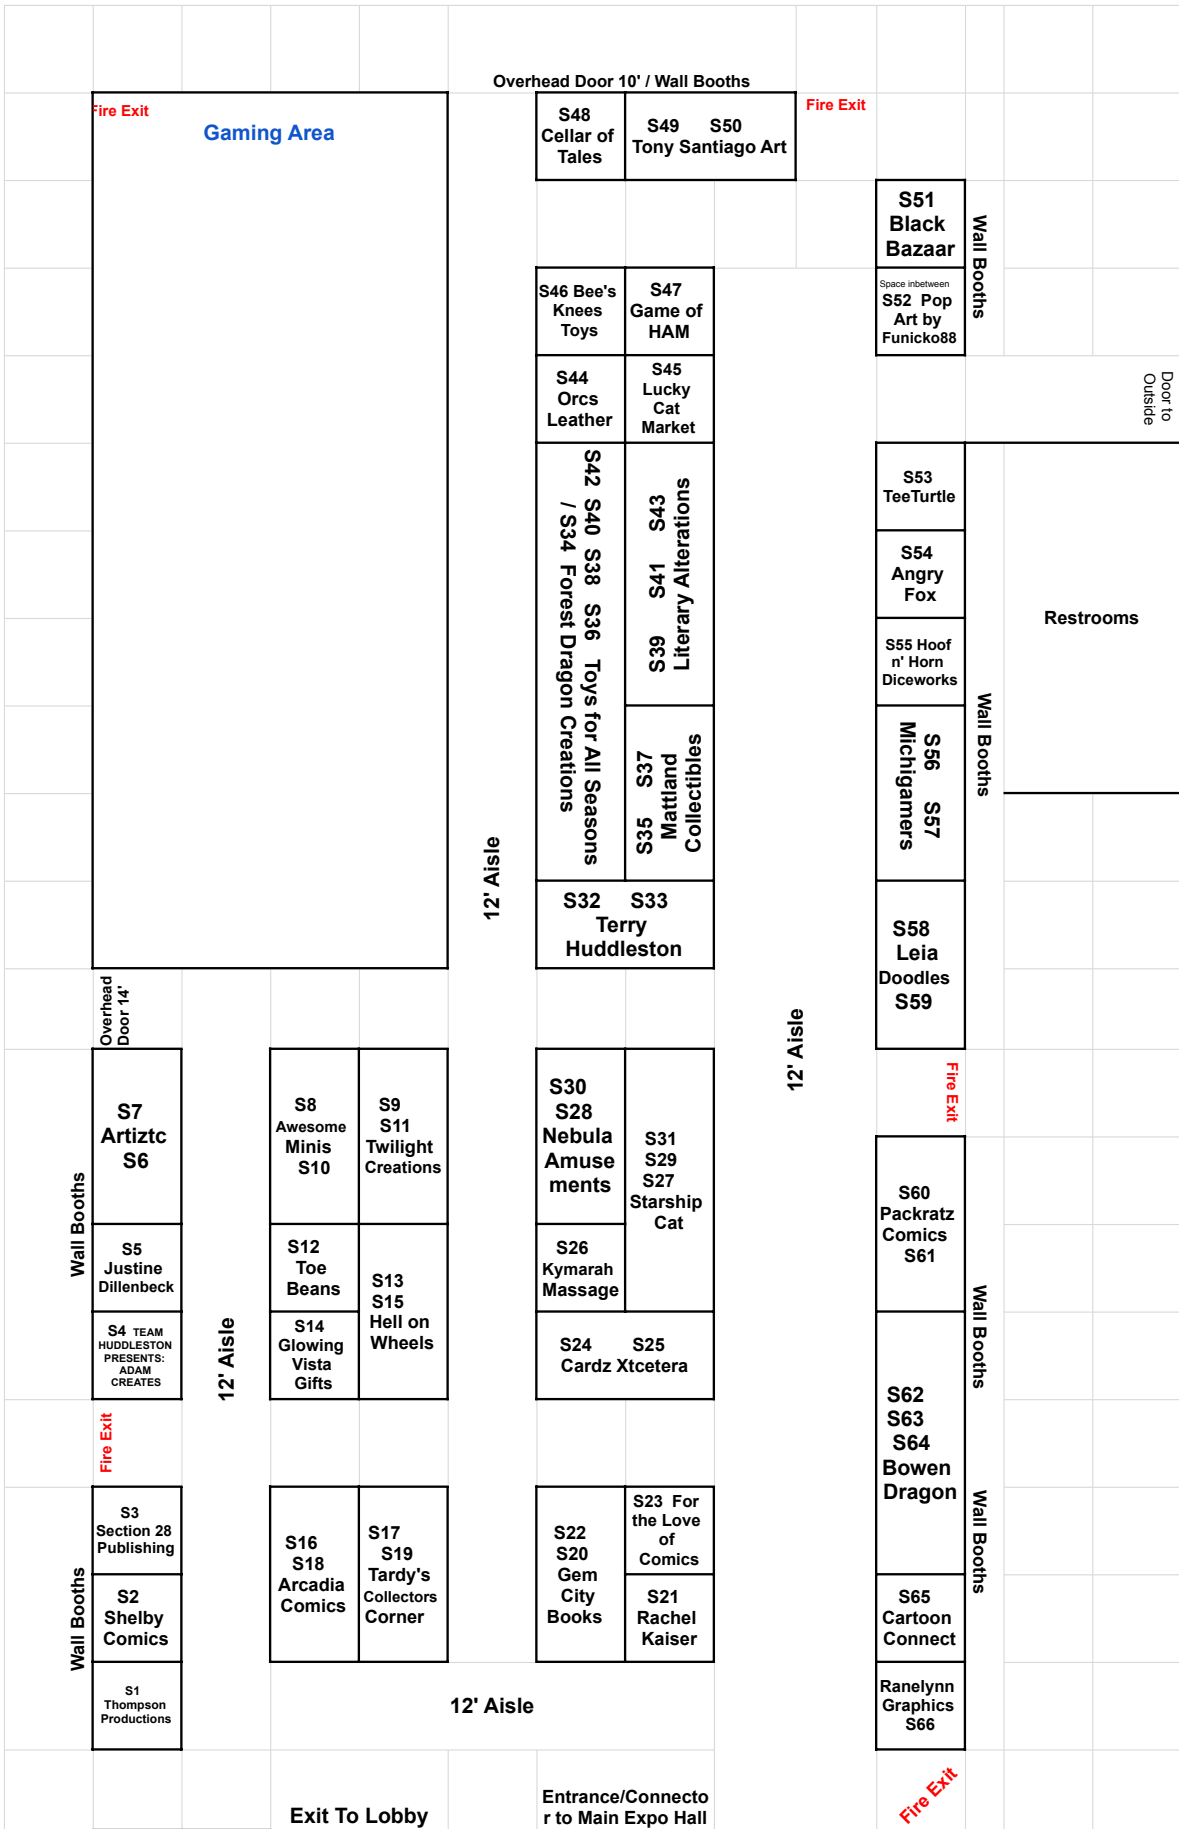 Overhead Door 10' / Wall Booths
Fire Exit
Gaming Area
S48
Cellar of
Tales
S49 S50
Tony Santiago Art
Fire Exit
S51
Black
Bazaar
Wall Booths
Space inbetween
S52 Pop
Art by
Funicko88
S46 Bee's
Knees
Toys
S47
Game of
HAM
S44
Orcs
Leather
S45
Lucky
Cat
Market
Door to
Outside
S42 S40 S38 S36 Toys for All Seasons
/ S34 Forest Dragon Creations
S39 S41 S43
Literary Alterations
S35 S37
Mattland
Collectibles
S53
TeeTurtle
S54
Angry
Fox
S55 Hoof
n' Horn
Diceworks
Restrooms
Wall Booths
S56 S57
Michigamers
12' Aisle
S32 S33
Terry
Huddleston
S58
Leia
Doodles
S59
Overhead
Door 14'
12' Aisle
Fire Exit
S7
Artiztc
S6
S8
Awesome
Minis
S10
S9
S11
Twilight
Creations
S30
S28
Nebula
Amuse
ments
S31
S29
S27
Starship
Cat
S60
Packratz
Comics
S61
Wall Booths
S5
Justine
Dillenbeck
S12
Toe
Beans
S13
S15
Hell on
Wheels
S26
Kymarah
Massage
S4 TEAM
HUDDLESTON
PRESENTS:
ADAM
CREATES
12' Aisle
S14
Glowing
Vista
Gifts
S24 S25
Cardz Xtcetera
S62
S63
S64
Bowen
Dragon
Wall Booths
Wall Booths
Fire Exit
S3
Section 28
Publishing
S16
S18
Arcadia
Comics
S17
S19
Tardy's
Collectors
Corner
S22
S20
Gem
City
Books
S23 For
the Love
of
Comics
Wall Booths
S2
Shelby
Comics
S21
Rachel
Kaiser
S65
Cartoon
Connect
S1
Thompson
Productions
12' Aisle
Ranelynn
Graphics
S66
Exit To Lobby
Entrance/Connecto
r to Main Expo Hall
Fire Exit